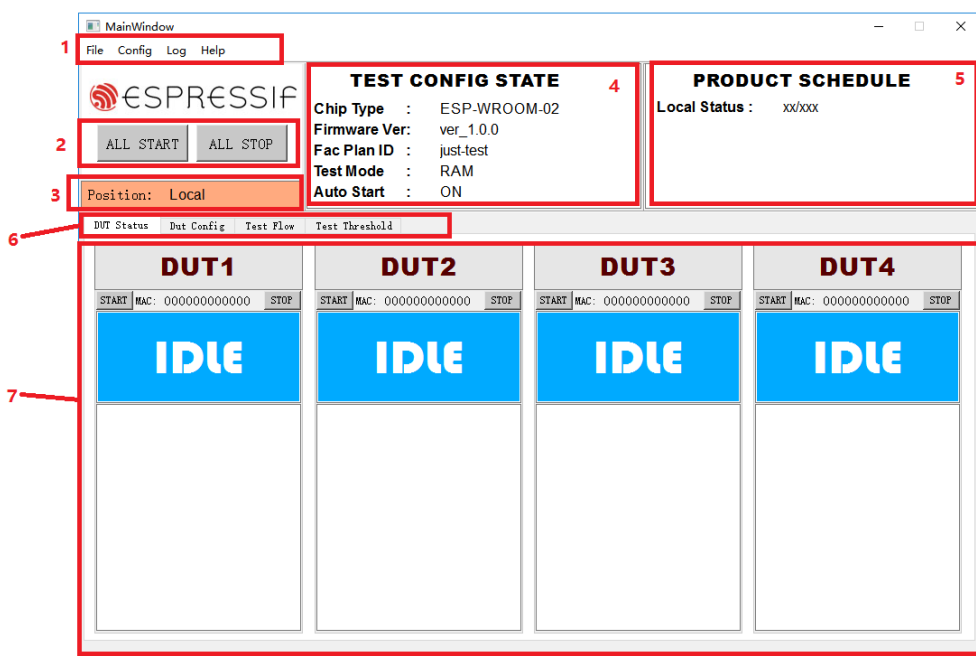 MainWindow
1
File Config Log Help
ESPRESSIF
2
ALL START ALL STOP
3
Position: Local
TEST CONFIG STATE
4
Chip Type : ESP-WROOM-02
Firmware Ver: ver_1.0.0
Fac Plan ID : just-test
Test Mode : RAM
Auto Start : ON
PRODUCT SCHEDULE
5
Local Status : xx/xxx
6
DUT Status Dut Config Test Flow Test Threshold
DUT1 DUT2 DUT3 DUT4
START MAC: 000000000000 STOP START MAC: 000000000000 STOP START MAC: 000000000000 STOP START MAC: 000000000000 STOP
IDLE IDLE IDLE IDLE
7